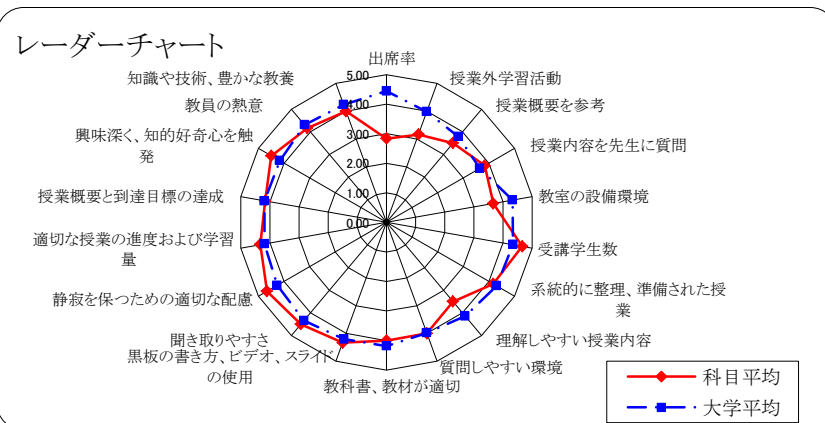 レーダーチャート
出席率
授業外学習活動
授業概要を参考
授業内容を先生に質問
教室の設備環境
受講学生数
系統的に整理、準備された授
業
理解しやすい授業内容
質問しやすい環境
教科書、教材が適切
黒板の書き方、ビデオ、スライド
の使用
聞き取りやすさ
静寂を保つための適切な配慮
適切な授業の進度および学習
量
授業概要と到達目標の達成
興味深く、知的好奇心を触
発
教員の熱意
知識や技術、豊かな教養
5.00
4.00
3.00
2.00
1.00
0.00
科目平均
大学平均